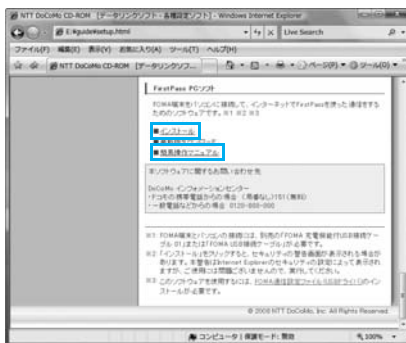 NTT DoCoMo CD-ROM [データリンクソフト・各種設定ソフト] - Windows Internet Explorer
E:¥guide¥setup.html
Live Search
ファイル(F) 編集(E) 表示(V) お気に入り(A) ツール(T) ヘルプ(H)
NTT DoCoMo CD-ROM [データリンクソフ...
ページ(P) ツール(O)
FirstPass PCソフト
FOMA端末をパソコンに接続して、インターネットでFirstPassを使った通信をする
ためのソフトウェアです。※1 ※2 ※3
■インストール
■簡易操作マニュアル
本ソフトウェアに関するお問い合わせ先
DoCoMo インフォメーションセンター
・ドコモの携帯電話からの場合 (局番なし)151(無料)
・一般電話などからの場合 0120-800-000
※1 FOMA端末とパソコンの接続には、別売の「FOMA 充電機能付USB接続ケー
ブル 01」または「FOMA USB接続ケーブル」が必要です。
※2 「インストール」をクリックすると、セキュリティの警告画面が表示される場合が
あります。本警告はInternet Explorerのセキュリティの設定によって表示され
ますが、ご使用には問題ございませんので、実行してください。
※3 このソフトウェアを使用するには、FOMA通信設定ファイル(USBドライバ)のイン
ストールが必要です。
© 2008 NTT DoCoMo, Inc. All Rights Reserved.
コンピュータ | 保護モード: 無効
100%